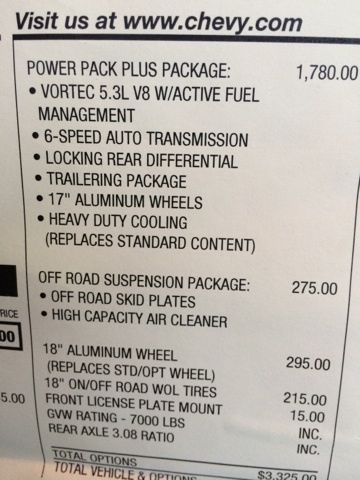 Visit us at www.chevy.com
POWER PACK PLUS PACKAGE: 1,780.00
• VORTEC 5.3L V8 W/ACTIVE FUEL
MANAGEMENT
• 6-SPEED AUTO TRANSMISSION
• LOCKING REAR DIFFERENTIAL
• TRAILERING PACKAGE
• 17" ALUMINUM WHEELS
• HEAVY DUTY COOLING
(REPLACES STANDARD CONTENT)
OFF ROAD SUSPENSION PACKAGE: 275.00
• OFF ROAD SKID PLATES
• HIGH CAPACITY AIR CLEANER
RICE
00
18" ALUMINUM WHEEL 295.00
(REPLACES STD/OPT WHEEL)
18" ON/OFF ROAD WOL TIRES 215.00
5.00
FRONT LICENSE PLATE MOUNT 15.00
GVW RATING - 7000 LBS INC.
REAR AXLE 3.08 RATIO INC.
TOTAL OPTIONS $3,325.00
TOTAL VEHICLE & OPTIONS